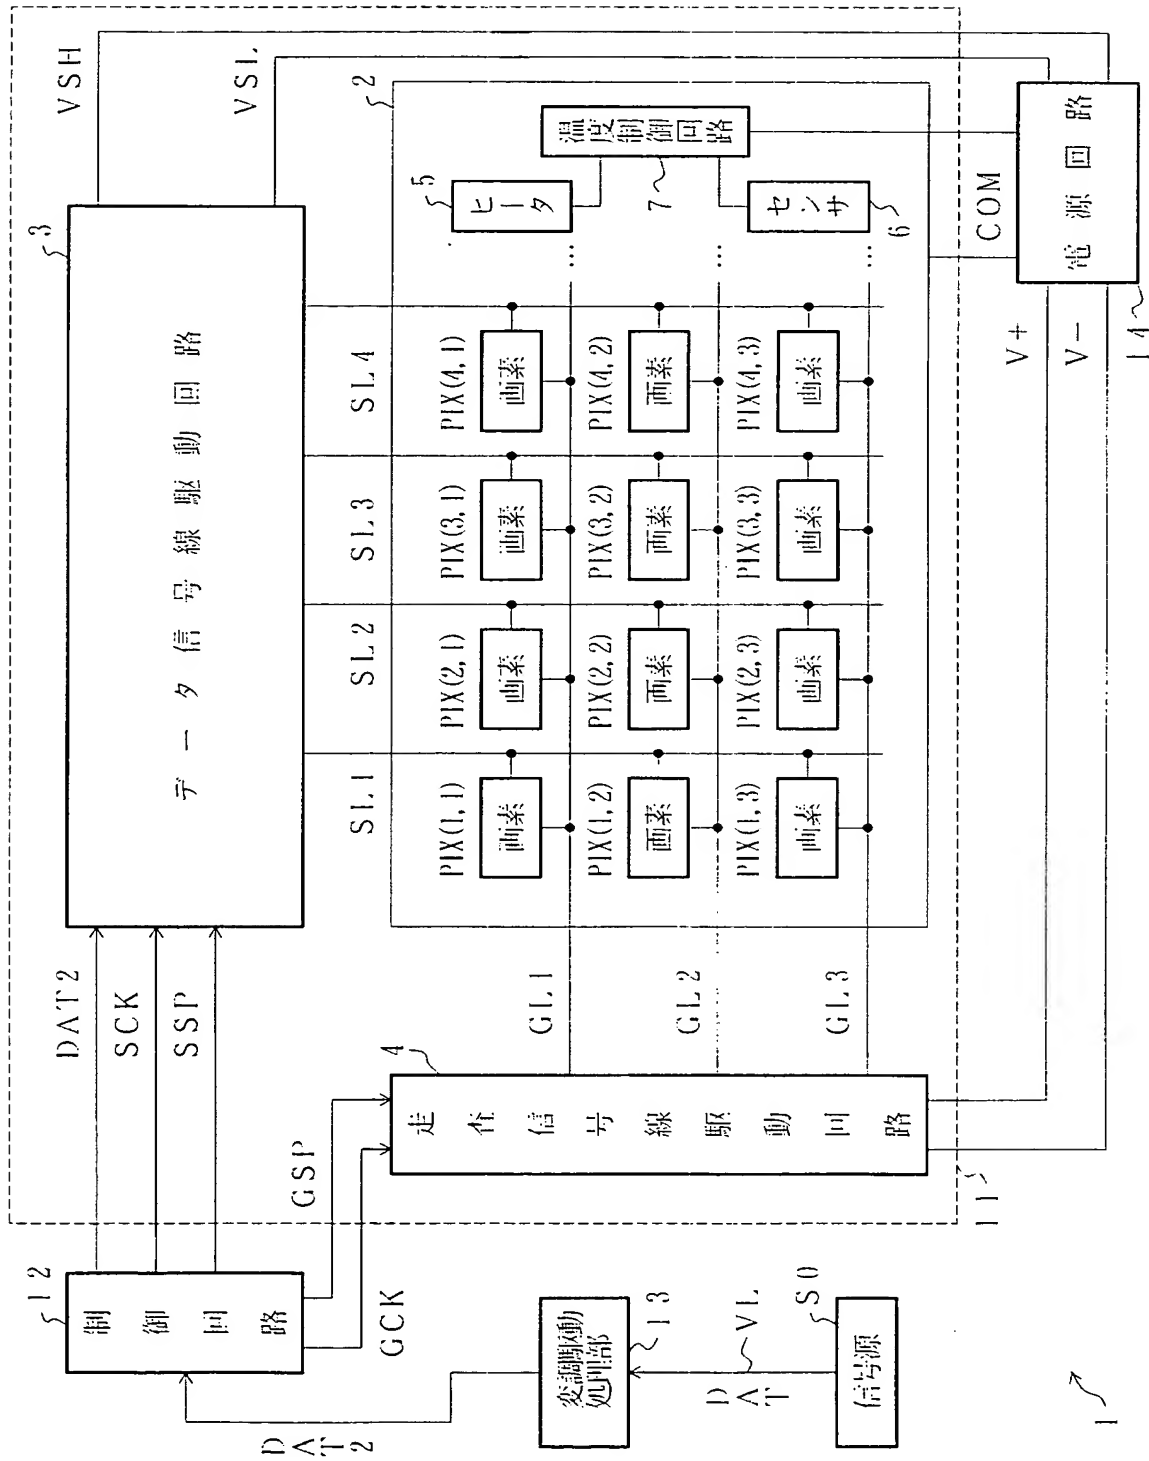 VSH
VSL
3
データ信号線駆動回路
DAT2
SCK
SSP
12
制御回路
GSP
GCK
DAT2
変調駆動
処理部
13
DAT
VL
S0
信号源
1
4
走査信号線駆動回路
GL1
GL2
GL3
11
2
SL1
SL2
SL3
SL4
PIX(1,1)
画素
PIX(2,1)
画素
PIX(3,1)
画素
PIX(4,1)
画素
...
PIX(1,2)
画素
PIX(2,2)
画素
PIX(3,2)
画素
PIX(4,2)
画素
...
PIX(1,3)
画素
PIX(2,3)
画素
PIX(3,3)
画素
PIX(4,3)
画素
...
5
ヒータ
温度制御回路
7
センサ
6
COM
電源回路
14
V+
V-